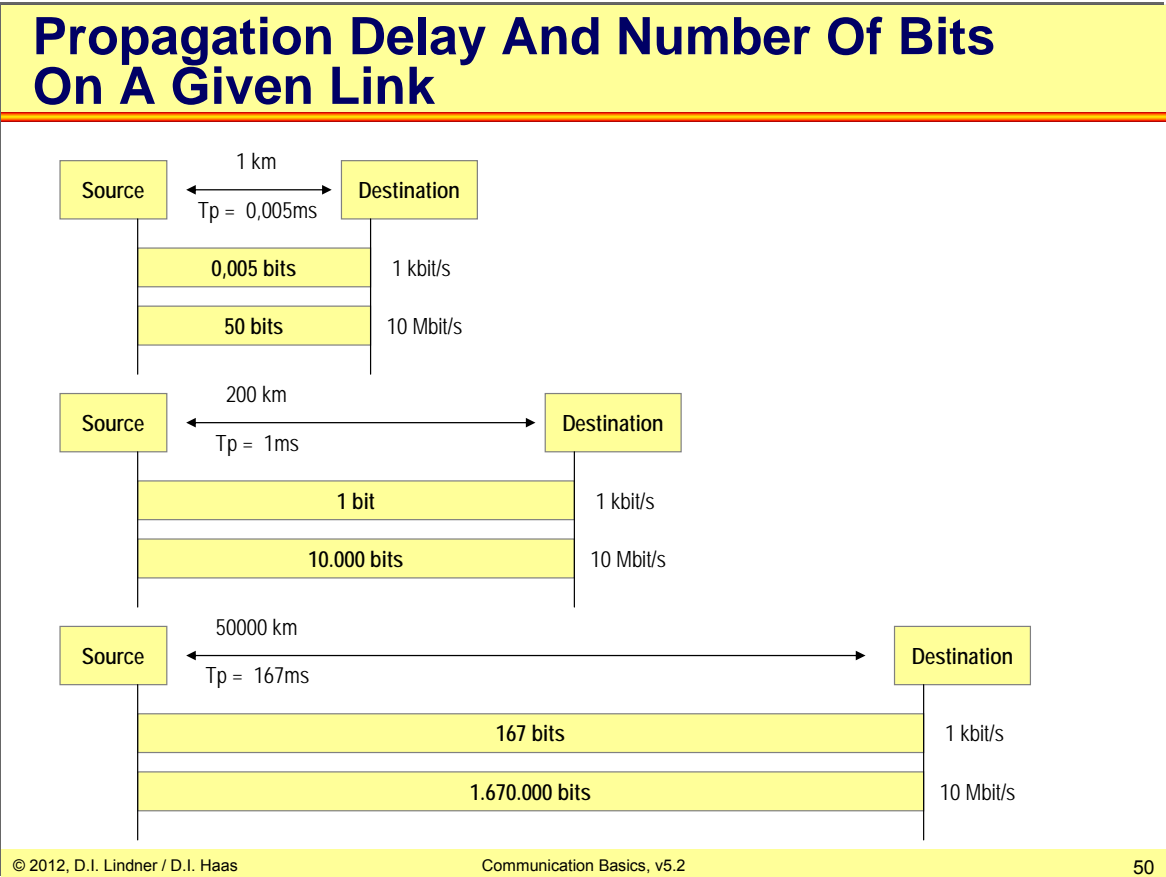 Propagation Delay And Number Of Bits
On A Given Link
1 km
Source
Destination
Tp = 0,005ms
0,005 bits
1 kbit/s
50 bits
10 Mbit/s
200 km
Source
Destination
Tp = 1ms
1 bit
1 kbit/s
10.000 bits
10 Mbit/s
50000 km
Source
Destination
Tp = 167ms
167 bits
1 kbit/s
1.670.000 bits
10 Mbit/s
© 2012, D.I. Lindner / D.I. Haas
Communication Basics, v5.2
50